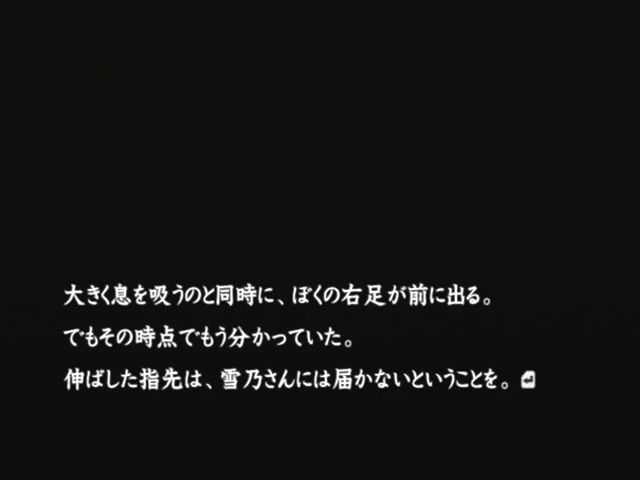 大きく息を吸うのと同時に、ぼくの右足が前に出る。
でもその時点でもう分かっていた。
伸ばした指先は、雪乃さんには届かないということを。